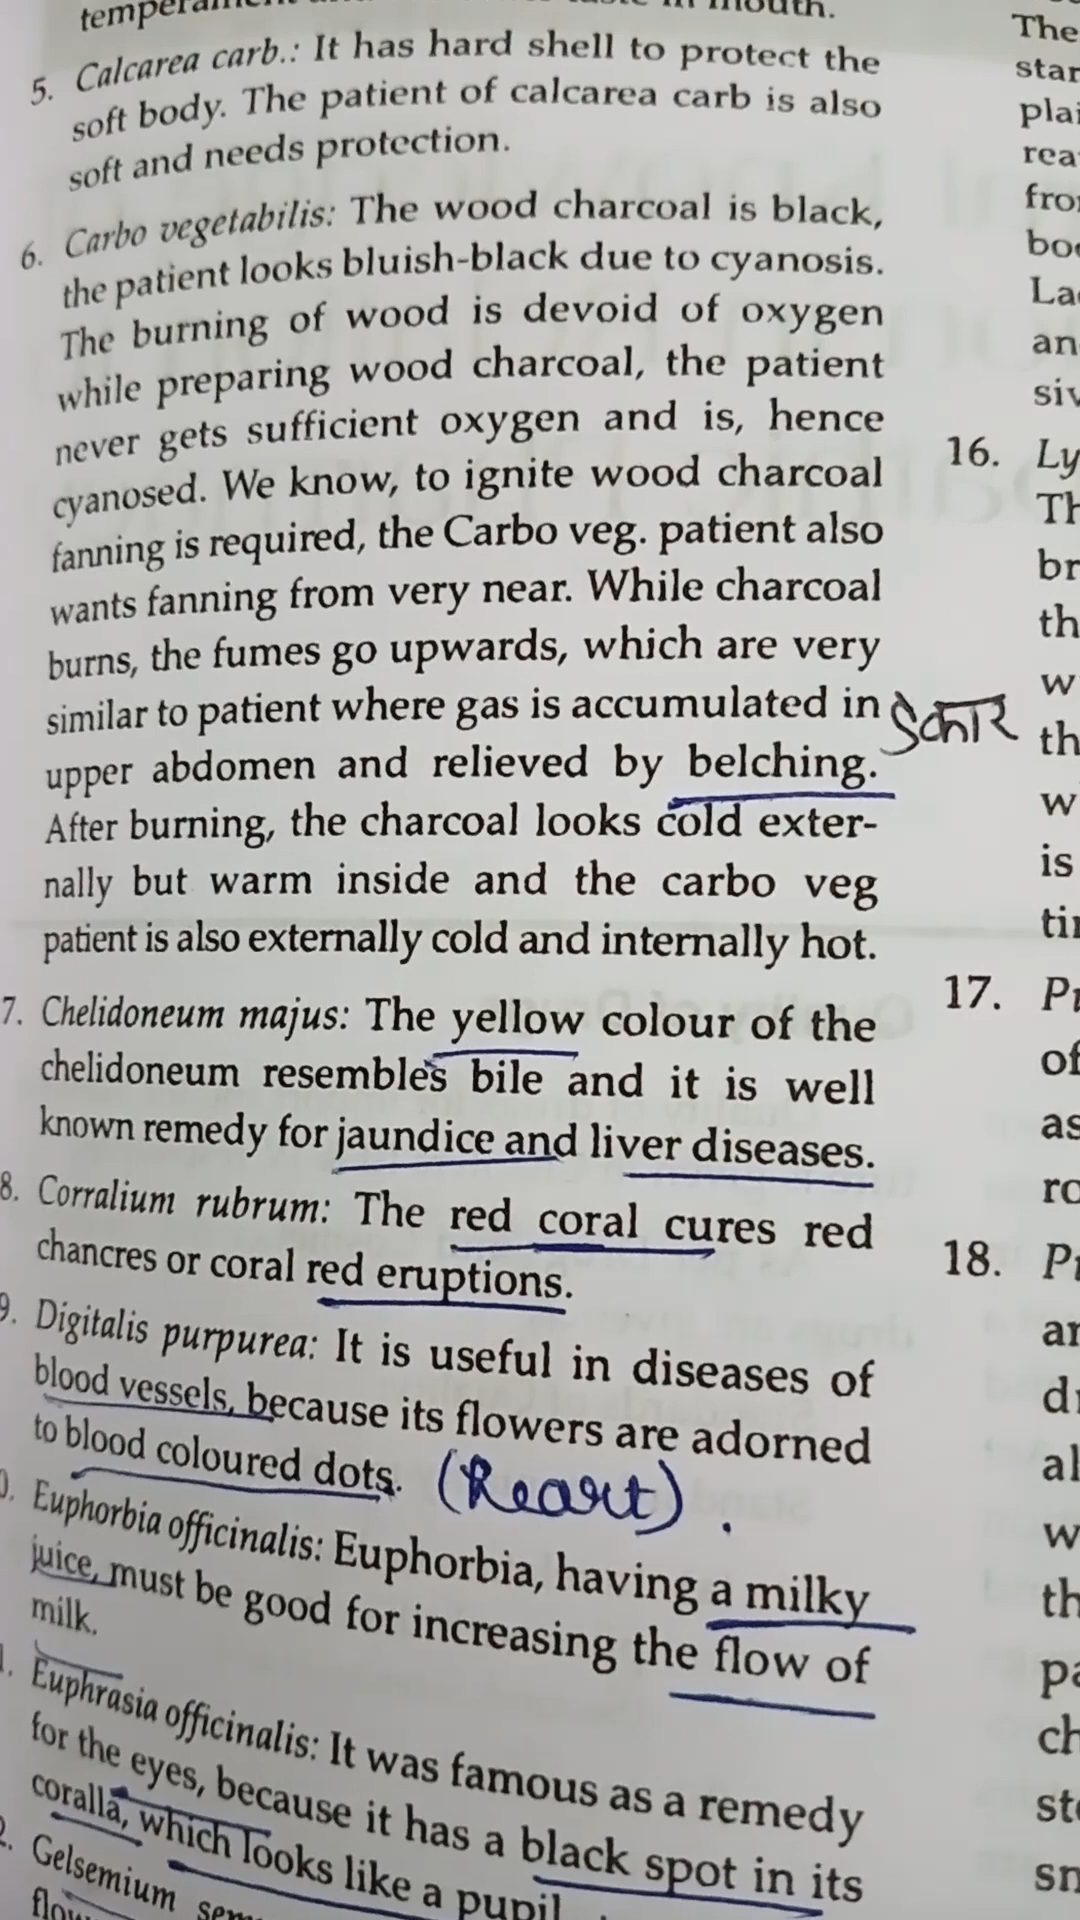 5. Calcarea carb.: It has hard shell to protect the
soft body. The patient of calcarea carb is also
soft and needs protection.
6. Carbo vegetabilis: The wood charcoal is black,
the patient looks bluish-black due to cyanosis.
The burning of wood is devoid of oxygen
while preparing wood charcoal, the patient
never gets sufficient oxygen and is, hence
cyanosed. We know, to ignite wood charcoal
fanning is required, the Carbo veg. patient also
wants fanning from very near. While charcoal
burns, the fumes go upwards, which are very
similar to patient where gas is accumulated in
डकार
upper abdomen and relieved by belching.
After burning, the charcoal looks cold exter-
nally but warm inside and the carbo veg
patient is also externally cold and internally hot.
7. Chelidoneum majus: The yellow colour of the
chelidoneum resembles bile and it is well
known remedy for jaundice and liver diseases.
8. Corralium rubrum: The red coral cures red
chancres or coral red eruptions.
9. Digitalis purpurea: It is useful in diseases of
blood vessels, because its flowers are adorned
to blood coloured dots. (Heart).
Euphorbia officinalis: Euphorbia, having a milky
juice, must be good for increasing the flow of
milk.
Euphrasia officinalis: It was famous as a remedy
for the eyes, because it has a black spot in its
coralla, which looks like a pupil
Gelsemium
The
16.
17.
of
as
18.